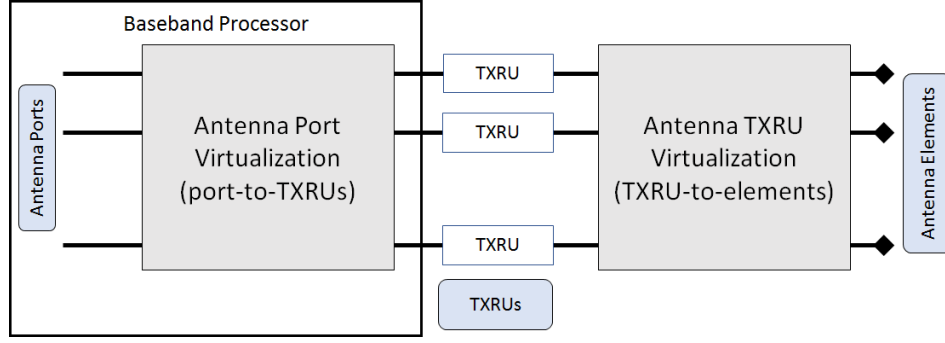 Baseband Processor
Antenna Ports
Antenna Port
Virtualization
(port-to-TXRUs)
TXRU
TXRU
TXRU
TXRUs
Antenna TXRU
Virtualization
(TXRU-to-elements)
Antenna Elements